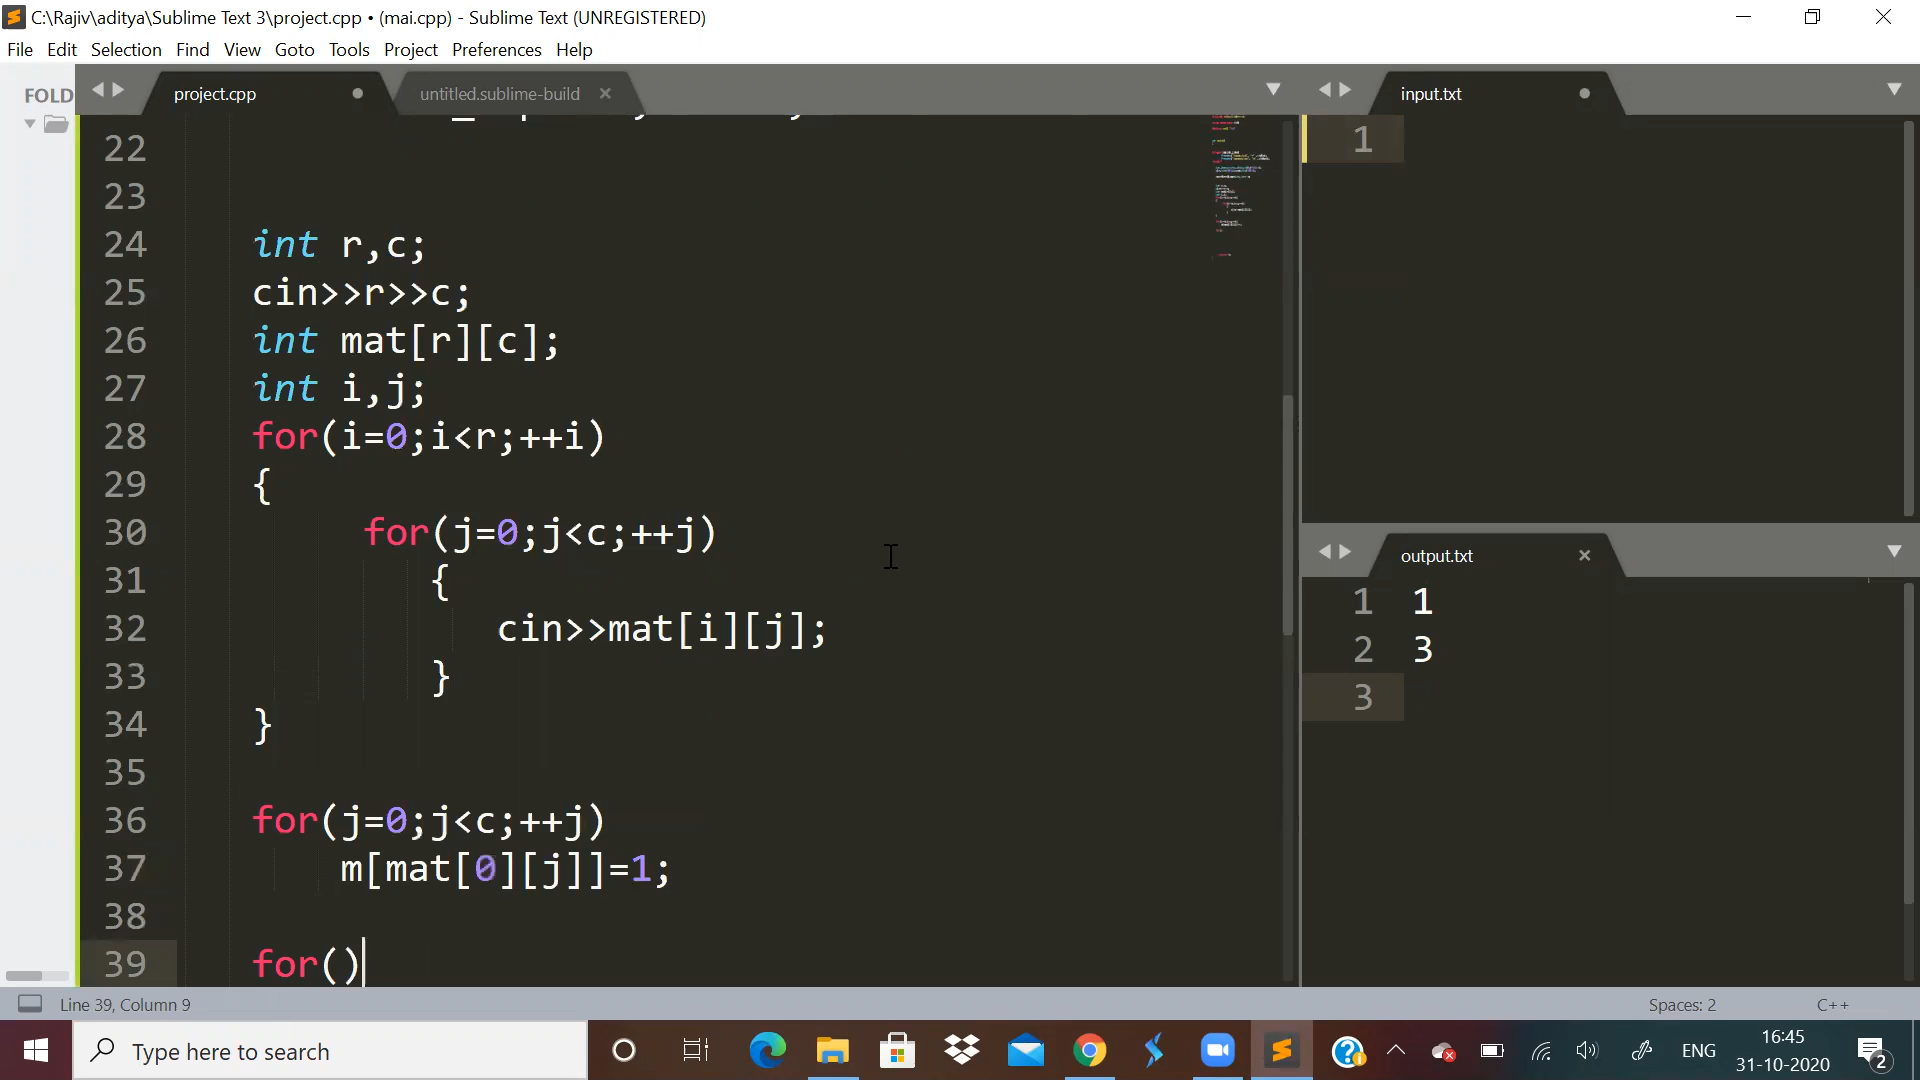 C:\Rajiv\aditya\Sublime Text 3\project.cpp • (mai.cpp) - Sublime Text (UNREGISTERED)
File Edit Selection Find View Goto Tools Project Preferences Help
FOLD
project.cpp
untitled.sublime-build
22
23
24 int r,c;
25 cin>>r>>c;
26 int mat[r][c];
27 int i,j;
28 for(i=0;i<r;++i)
29 {
30 for(j=0;j<c;++j)
31 {
32 cin>>mat[i][j];
33 }
34 }
35
36 for(j=0;j<c;++j)
37 m[mat[0][j]]=1;
38
39 for()
input.txt
1
output.txt
1 1
2 3
3
Line 39, Column 9
Spaces: 2
C++
Type here to search
ENG
16:45
31-10-2020
2